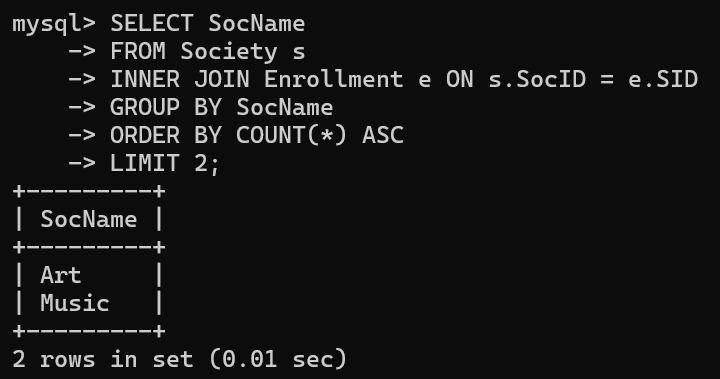 mysql> SELECT SocName
    -> FROM Society s
    -> INNER JOIN Enrollment e ON s.SocID = e.SID
    -> GROUP BY SocName
    -> ORDER BY COUNT(*) ASC
    -> LIMIT 2;
+---------+
| SocName |
+---------+
| Art     |
| Music   |
+---------+
2 rows in set (0.01 sec)